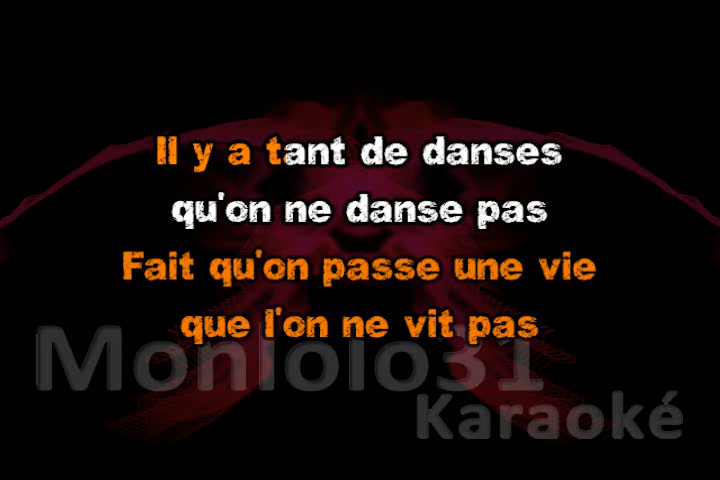 Il y a tant de danses
qu'on ne danse pas
Fait qu'on passe une vie
que l'on ne vit pas
Monlolo31
Karaoké